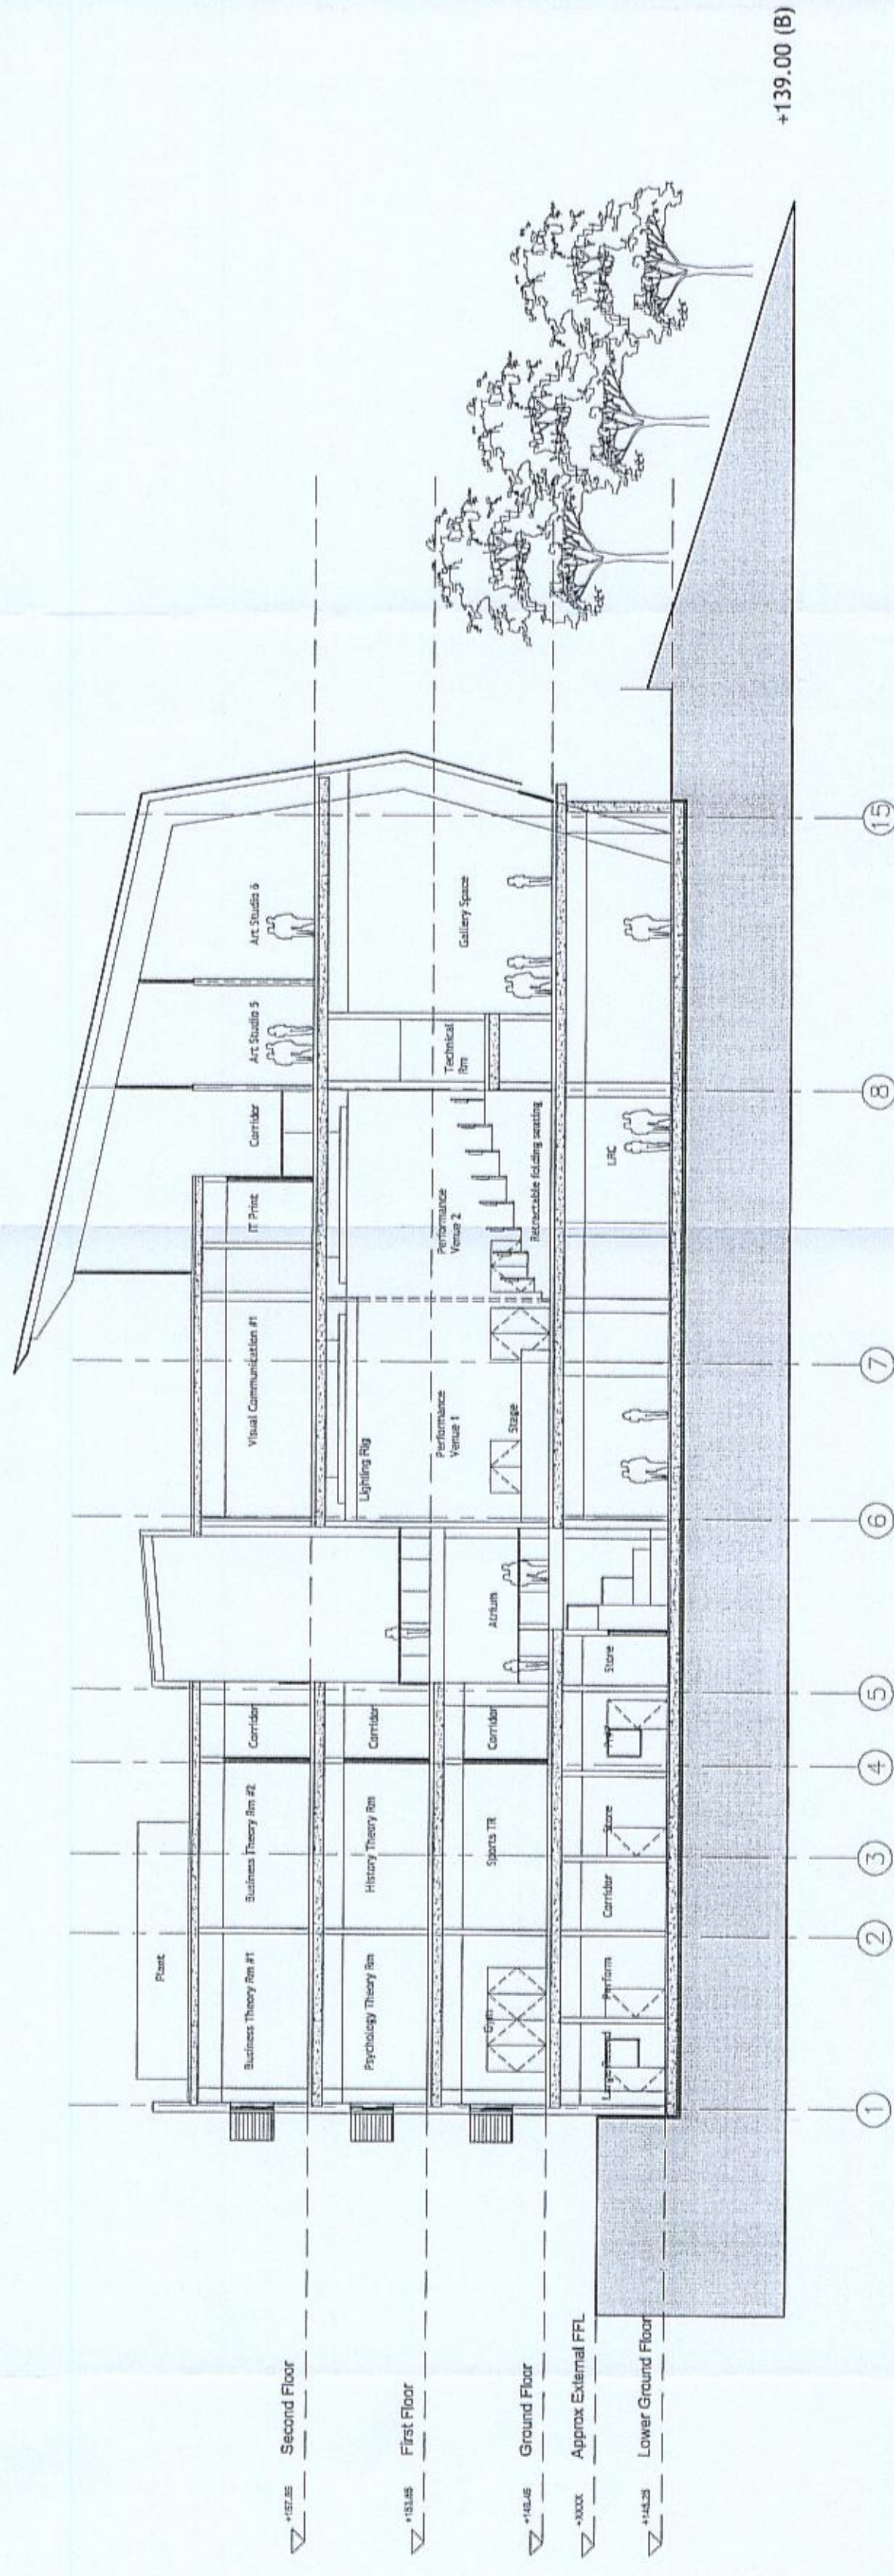 +139.00 (B)
Plant
Business Theory Rm #1
Business Theory Rm #2
Corridor
Visual Communication #1
IT Print
Corridor
Art Studio 5
Art Studio 6
Second Floor
Psychology Theory Rm
History Theory Rm
Corridor
Lighting Rig
Performance
Venue 1
Performance
Venue 2
Technical
Rm
Gallery Space
First Floor
Gym
Sports TR
Corridor
Atrium
Stage
Retractable folding seating
Ground Floor
Approx External FFL
+XXXX
Perform
Corridor
Store
Store
LRC
Lower Ground Floor
+145.25
1
2
3
4
5
6
7
8
15